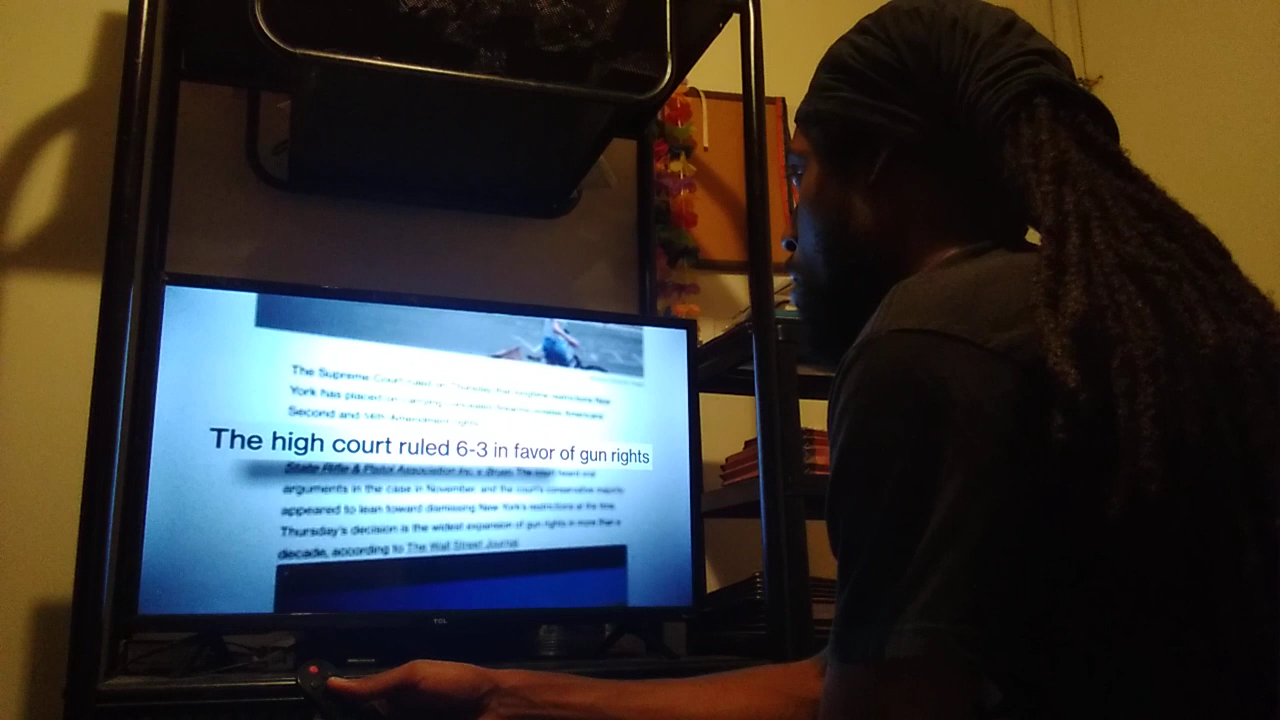 The Supreme Court ruled on Thursday that longtime restrictions New
York has placed on carrying concealed firearms violates Americans'
Second and 14th Amendment rights.
The high court ruled 6-3 in favor of gun rights
State Rifle & Pistol Association Inc. v. Bruen. The court heard oral
arguments in the case in November, and the court's conservative majority
appeared to lean toward dismissing New York's restrictions at the time.
Thursday's decision is the widest expansion of gun rights in more than a
decade, according to The Wall Street Journal.
TCL